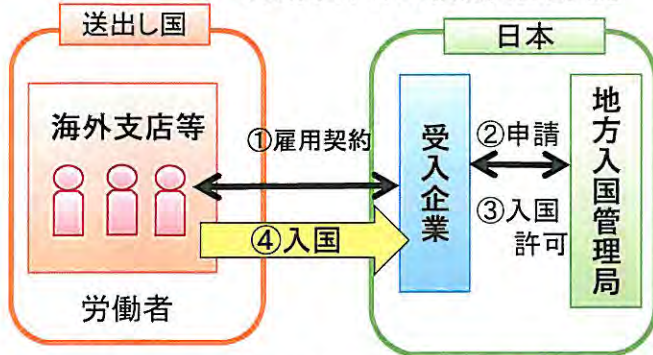 送出し国
海外支店等
労働者
①雇用契約
④入国
日本
受入企業
②申請
③入国
許可
地方入国管理局